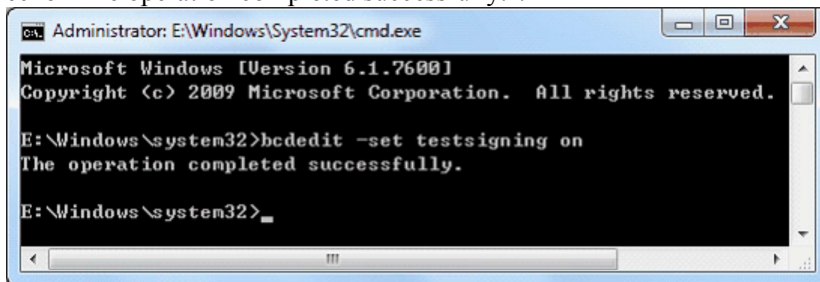 Administrator: E:\Windows\System32\cmd.exe
Microsoft Windows [Version 6.1.7600]
Copyright (c) 2009 Microsoft Corporation.  All rights reserved.
E:\Windows\system32>bcdedit -set testsigning on
The operation completed successfully.
E:\Windows\system32>_